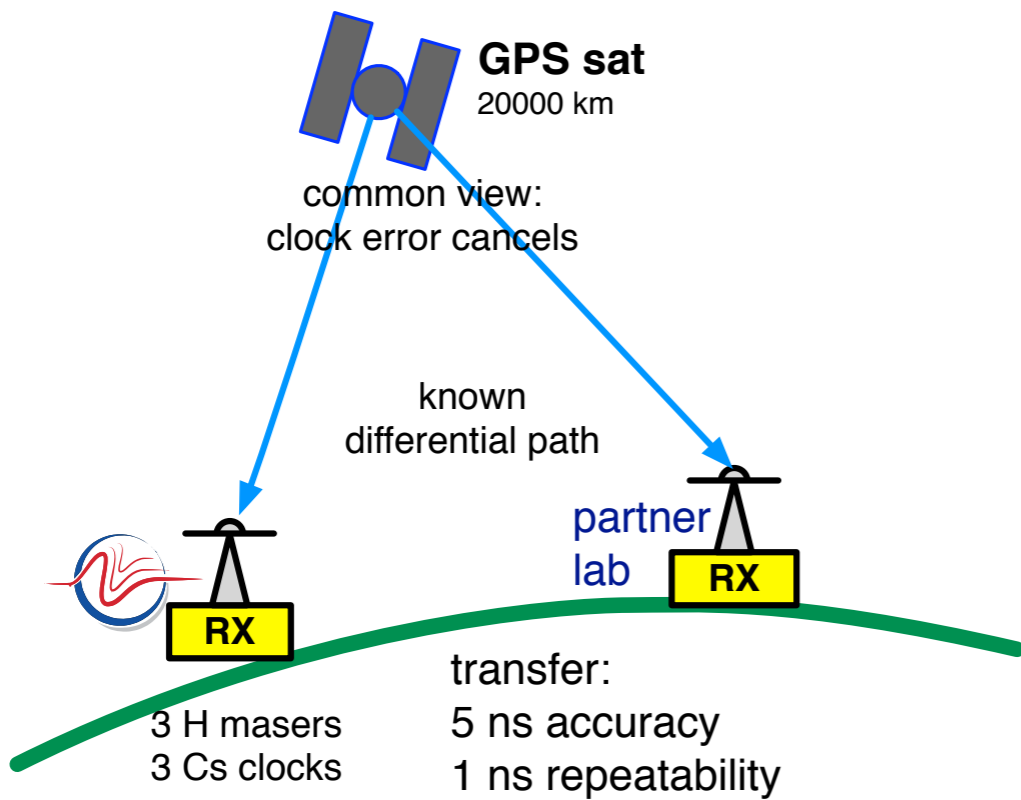 GPS sat
20000 km
common view:
clock error cancels
known
differential path
partner
lab
RX
RX
3 H masers
3 Cs clocks
transfer:
5 ns accuracy
1 ns repeatability